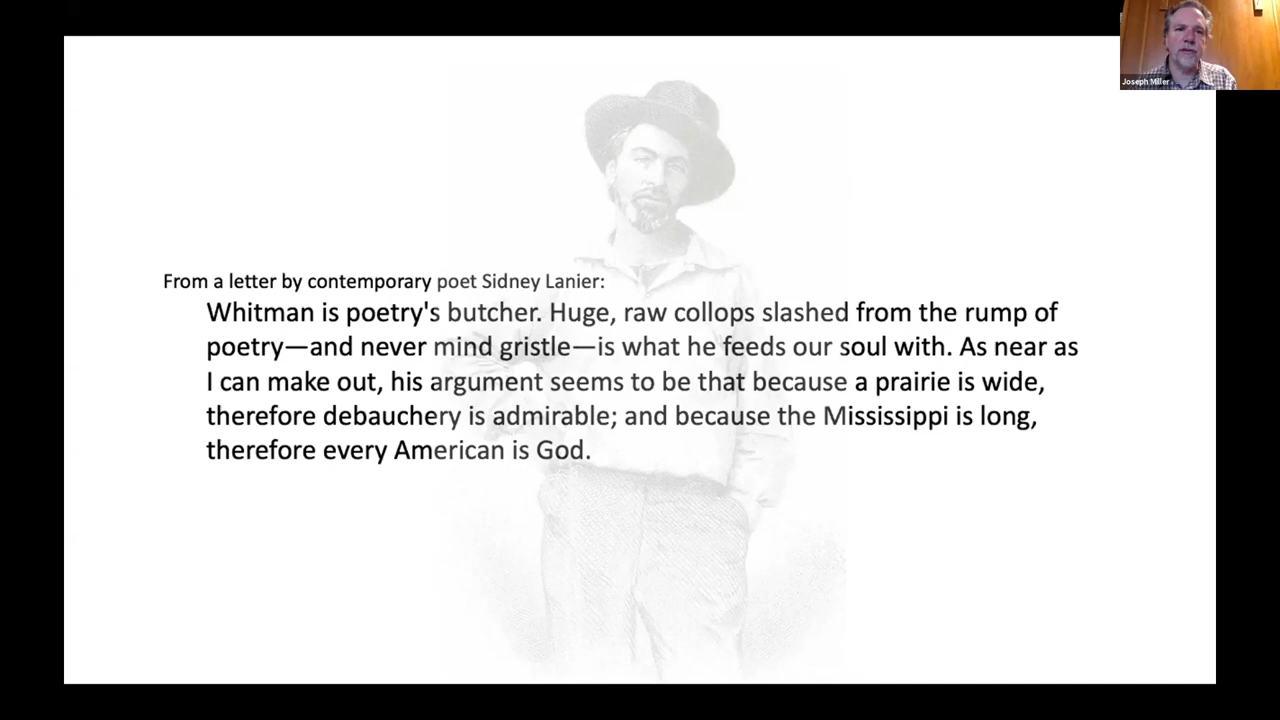 Joseph Miller
From a letter by contemporary poet Sidney Lanier:
Whitman is poetry's butcher. Huge, raw collops slashed from the rump of
poetry—and never mind gristle—is what he feeds our soul with. As near as
I can make out, his argument seems to be that because a prairie is wide,
therefore debauchery is admirable; and because the Mississippi is long,
therefore every American is God.